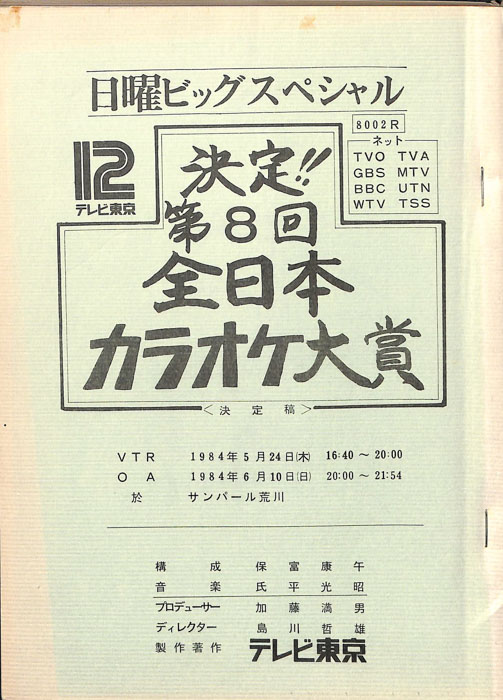 日曜ビッグスペシャル
8002R
ネット
TVO TVA
GBS MTV
BBC UTN
WTV TSS
12
テレビ東京
決定!!
第8回
全日本
カラオケ大賞
＜決定稿＞
VTR 1984年5月24日(木) 16:40～20:00
OA 1984年6月10日(日) 20:00～21:54
於 サンパール荒川
構成 保富康午
音楽 氏平光昭
プロデューサー 加藤満男
ディレクター 島川哲雄
製作著作 テレビ東京